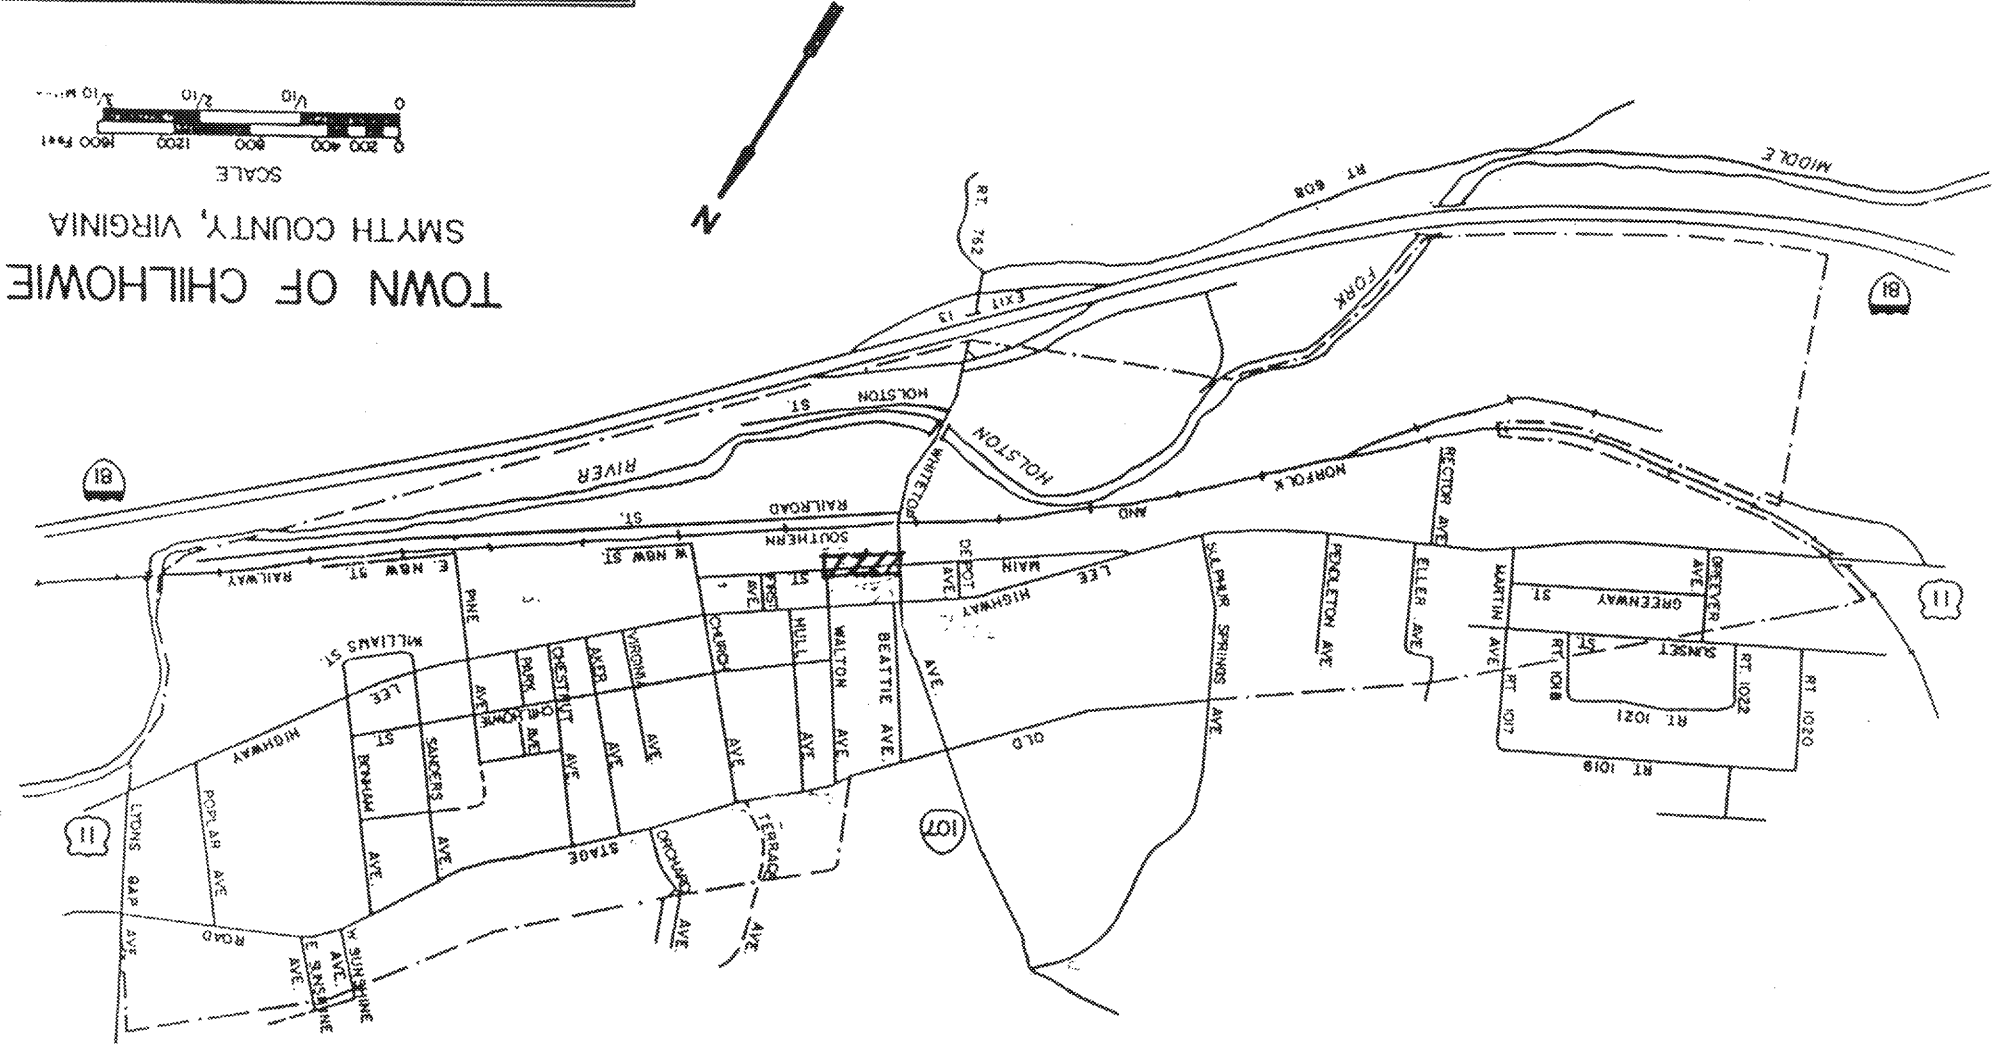 TOWN OF CHILHOWIE
SMYTH COUNTY, VIRGINIA
SCALE
0 200 400 800 1200 1600 Feet
0 1/10 2/10 3/10
N
ROAD
E. SUNSHINE AVE.
W SUNSHINE AVE.
LYONS GAP AVE
POPLAR AVE
BONHAM AVE.
SANDERS AVE.
STAGE
ORCHARD AVE.
TERRACE AVE.
107
OLD
RT 1019
RT. 1020
RT. 1021
RT. 1022
RT. 1018
RT 1017
11
HIGHWAY
LEE ST
WILLIAMS ST.
PINE AVE
PARK AVE
CHILHOWIE
CHESTNUT AVE.
AKER AVE.
VIRGINIA AVE.
CHURCH AVE
HULL AVE
WALTON AVE
BEATTIE AVE.
AVE.
SULPHUR SPRINGS AVE.
PENDLETON AVE
ELLER AVE
MARTIN AVE
SUNSET ST
GREENWAY ST.
GREEVER AVE
11
HIGHWAY
LEE
MAIN ST
FIRST AVE
DEPOT AVE
RECTOR AVE
RAILWAY
E. N&W ST.
W N&W ST
SOUTHERN
AND
NORFOLK
RAILROAD ST.
WHITETOP
RIVER
HOLSTON
HOLSTON ST.
FORK
MIDDLE
81
81
EXIT 13
RT. 762
RT. 608